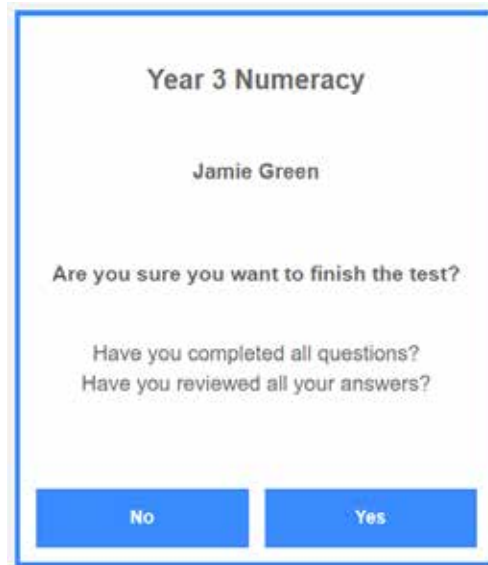 Year 3 Numeracy
Jamie Green
Are you sure you want to finish the test?
Have you completed all questions?
Have you reviewed all your answers?
No
Yes